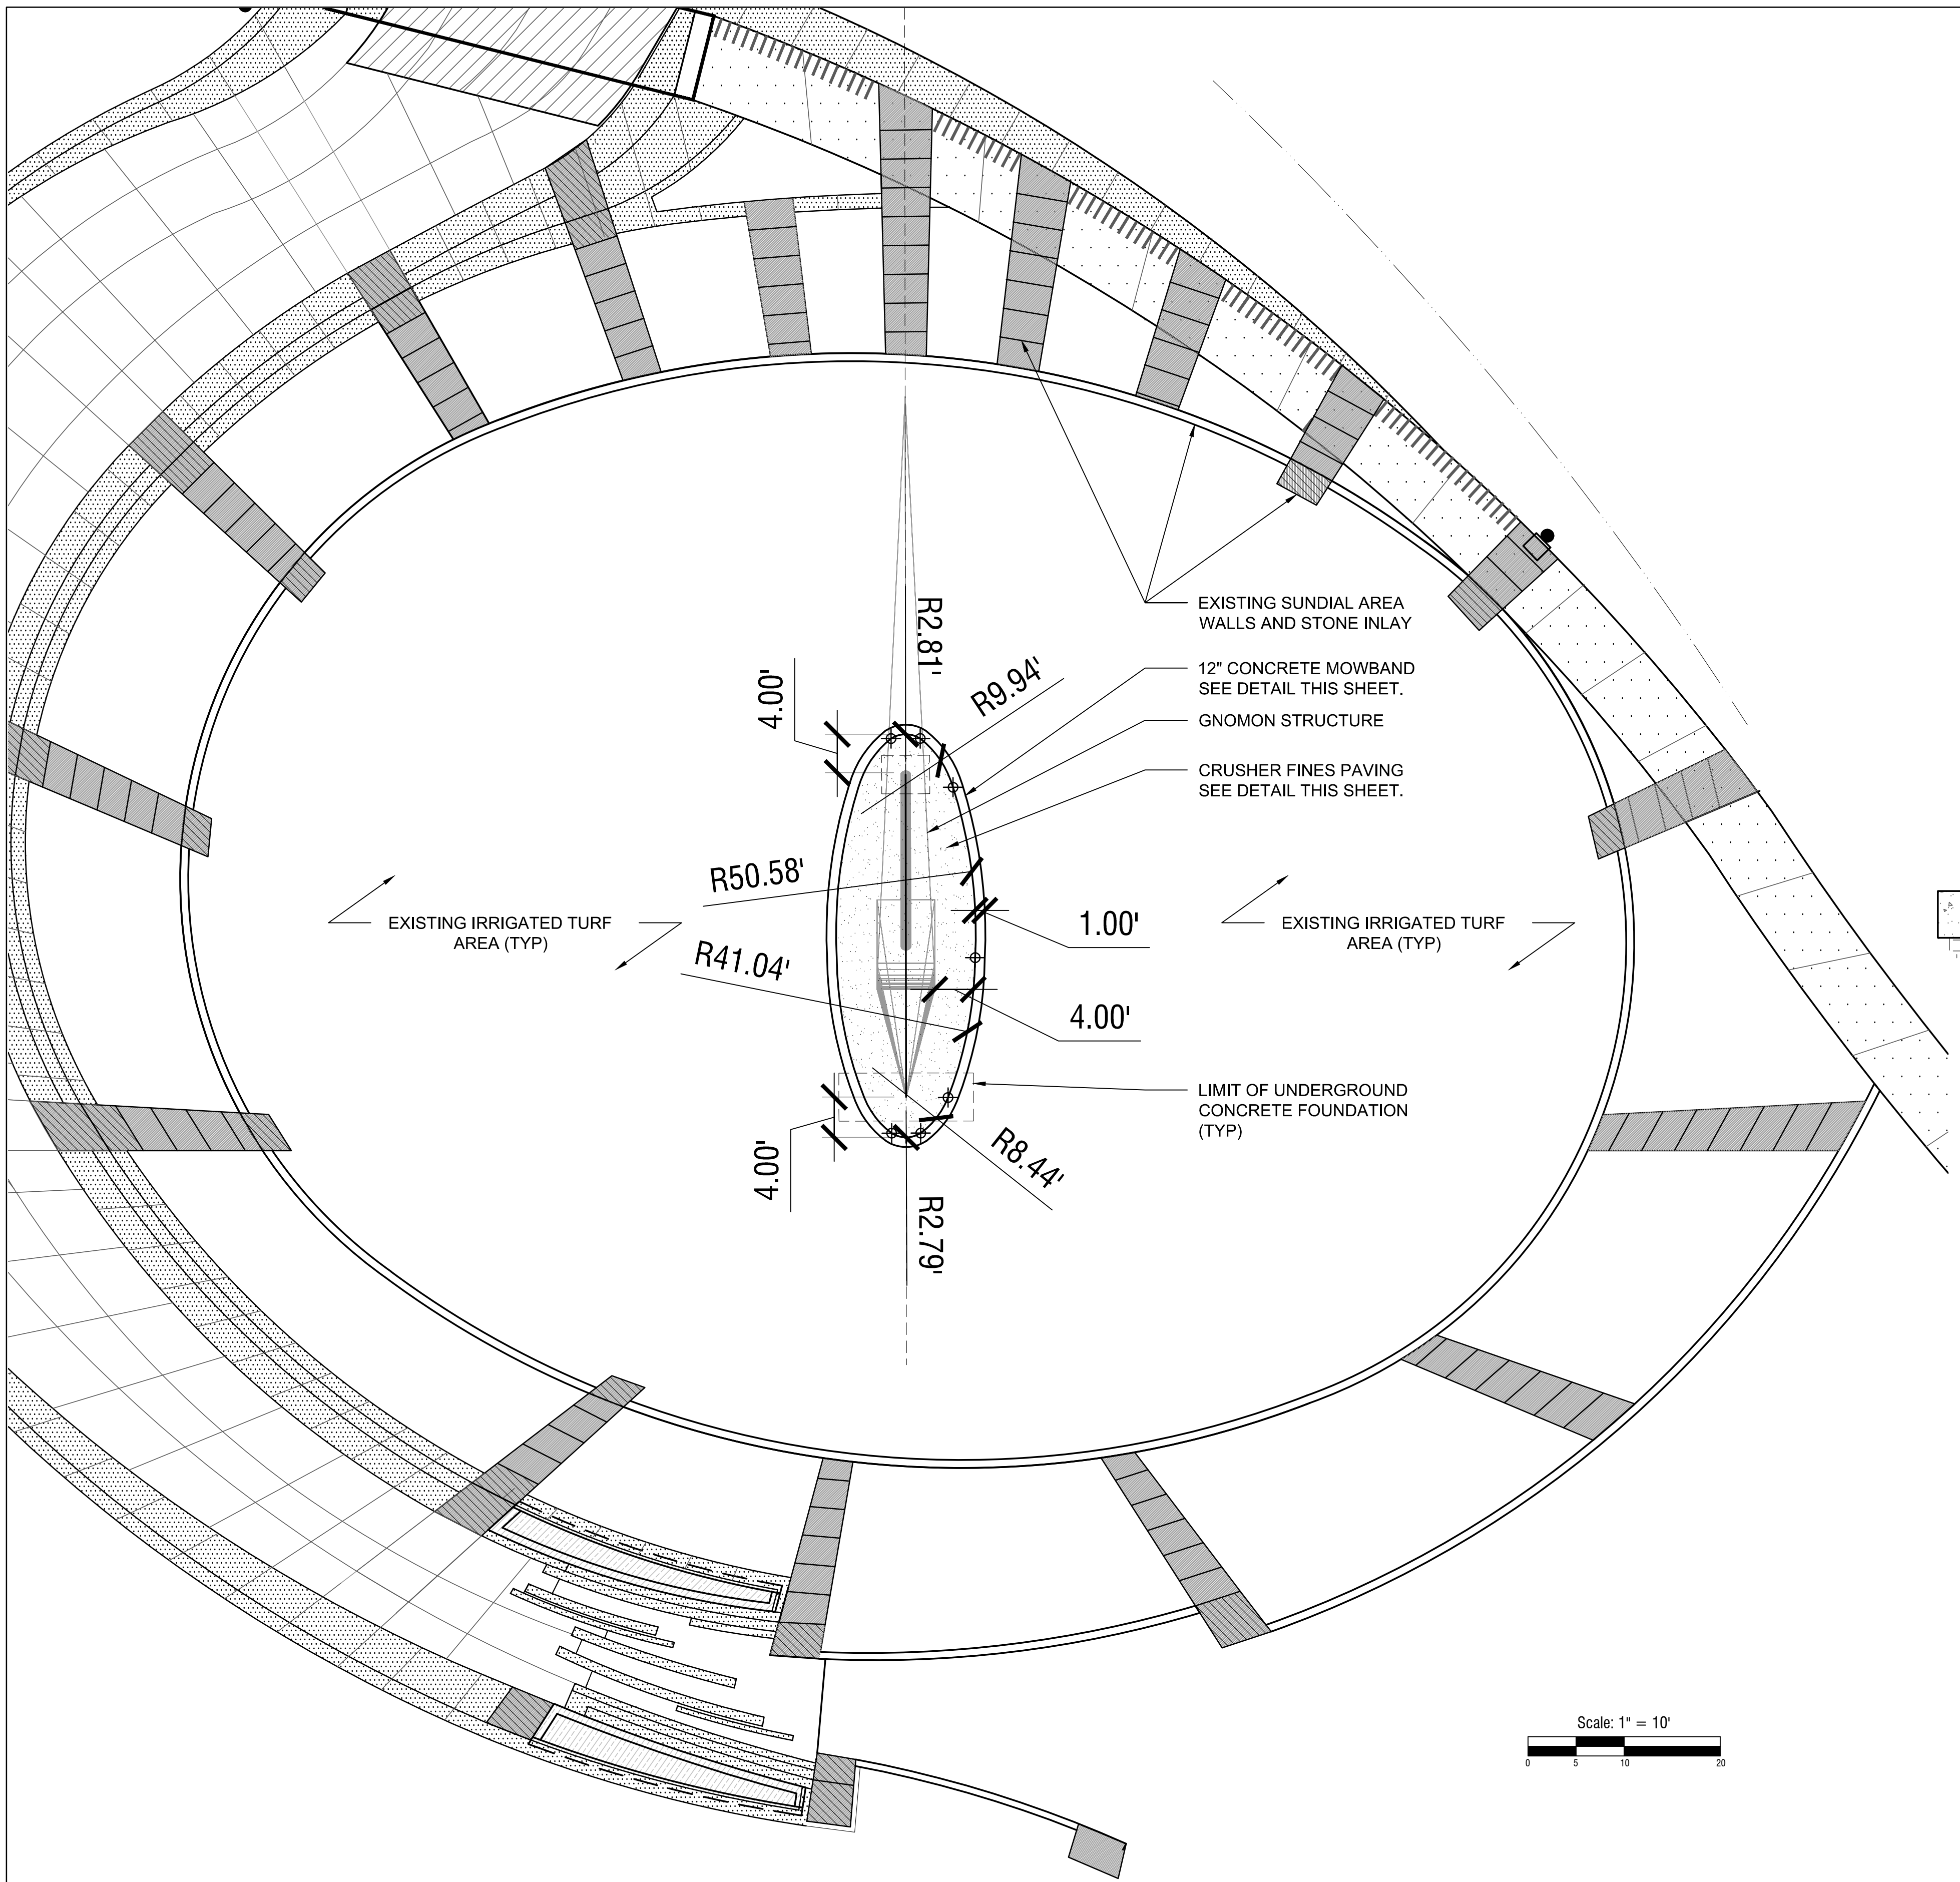 EXISTING SUNDIAL AREA
WALLS AND STONE INLAY
R2.81'
R9.94'
4.00'
12" CONCRETE MOWBAND
SEE DETAIL THIS SHEET.
GNOMON STRUCTURE
CRUSHER FINES PAVING
SEE DETAIL THIS SHEET.
R50.58'
EXISTING IRRIGATED TURF
AREA (TYP)
1.00'
EXISTING IRRIGATED TURF
AREA (TYP)
R41.04'
4.00'
LIMIT OF UNDERGROUND
CONCRETE FOUNDATION
(TYP)
4.00'
R8.44'
R2.79'
Scale: 1" = 10'
0 5 10 20